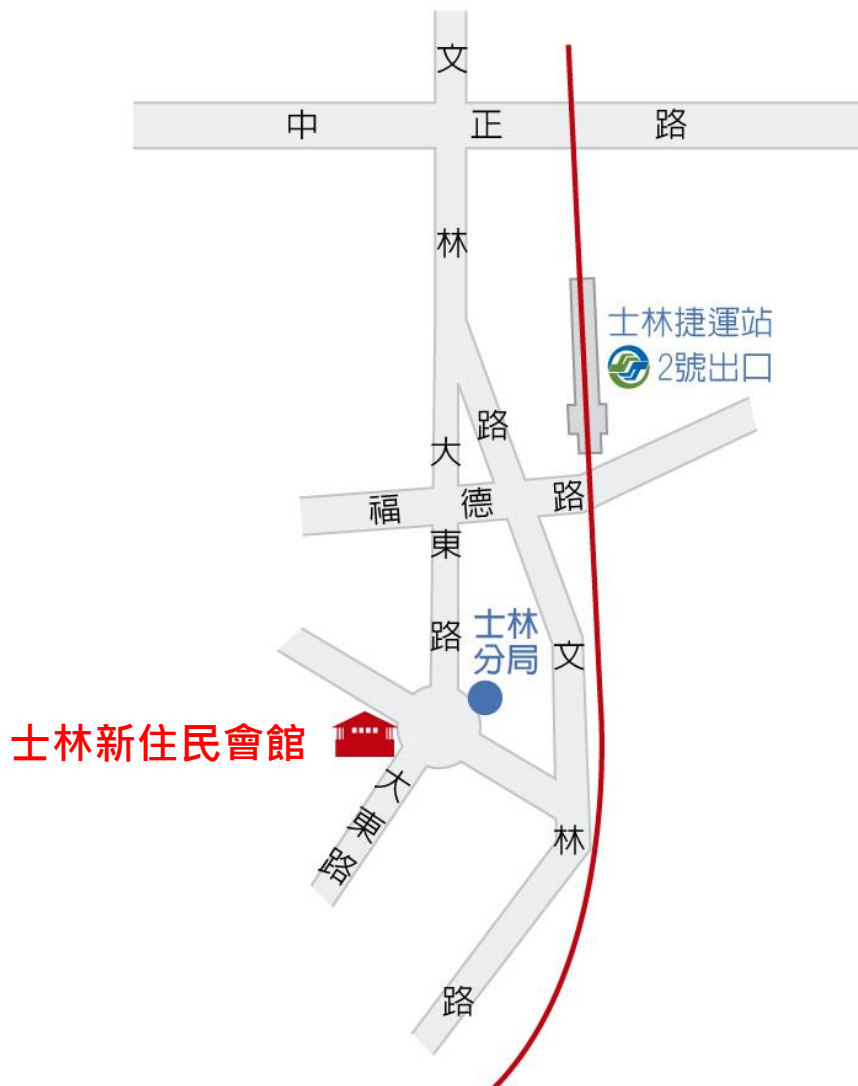 文林路
中正路
士林捷運站
2號出口
大東路
福德路
士林
分局
文林路
士林新住民會館
大東路